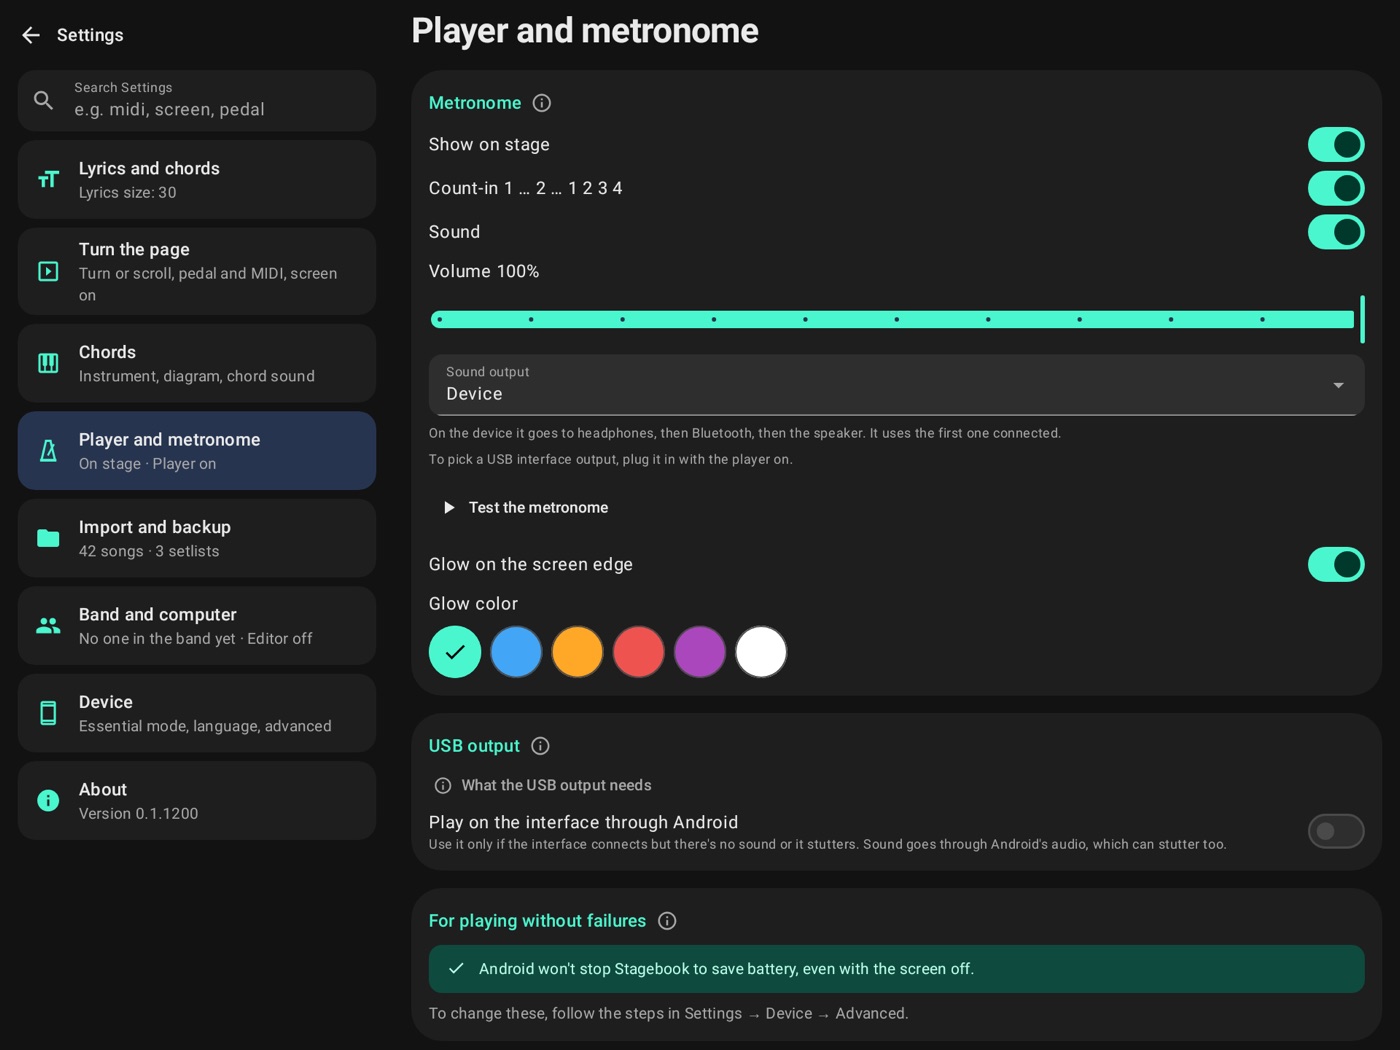 Settings
Search Settings
e.g. midi, screen, pedal
Lyrics and chords
Lyrics size: 30
Turn the page
Turn or scroll, pedal and MIDI, screen
on
Chords
Instrument, diagram, chord sound
Player and metronome
On stage · Player on
Import and backup
42 songs · 3 setlists
Band and computer
No one in the band yet · Editor off
Device
Essential mode, language, advanced
About
Version 0.1.1200
Player and metronome
Metronome
Show on stage
Count-in 1 ... 2 ... 1 2 3 4
Sound
Volume 100%
Sound output
Device
On the device it goes to headphones, then Bluetooth, then the speaker. It uses the first one connected.
To pick a USB interface output, plug it in with the player on.
Test the metronome
Glow on the screen edge
Glow color
USB output
What the USB output needs
Play on the interface through Android
Use it only if the interface connects but there's no sound or it stutters. Sound goes through Android's audio, which can stutter too.
For playing without failures
Android won't stop Stagebook to save battery, even with the screen off.
To change these, follow the steps in Settings → Device → Advanced.